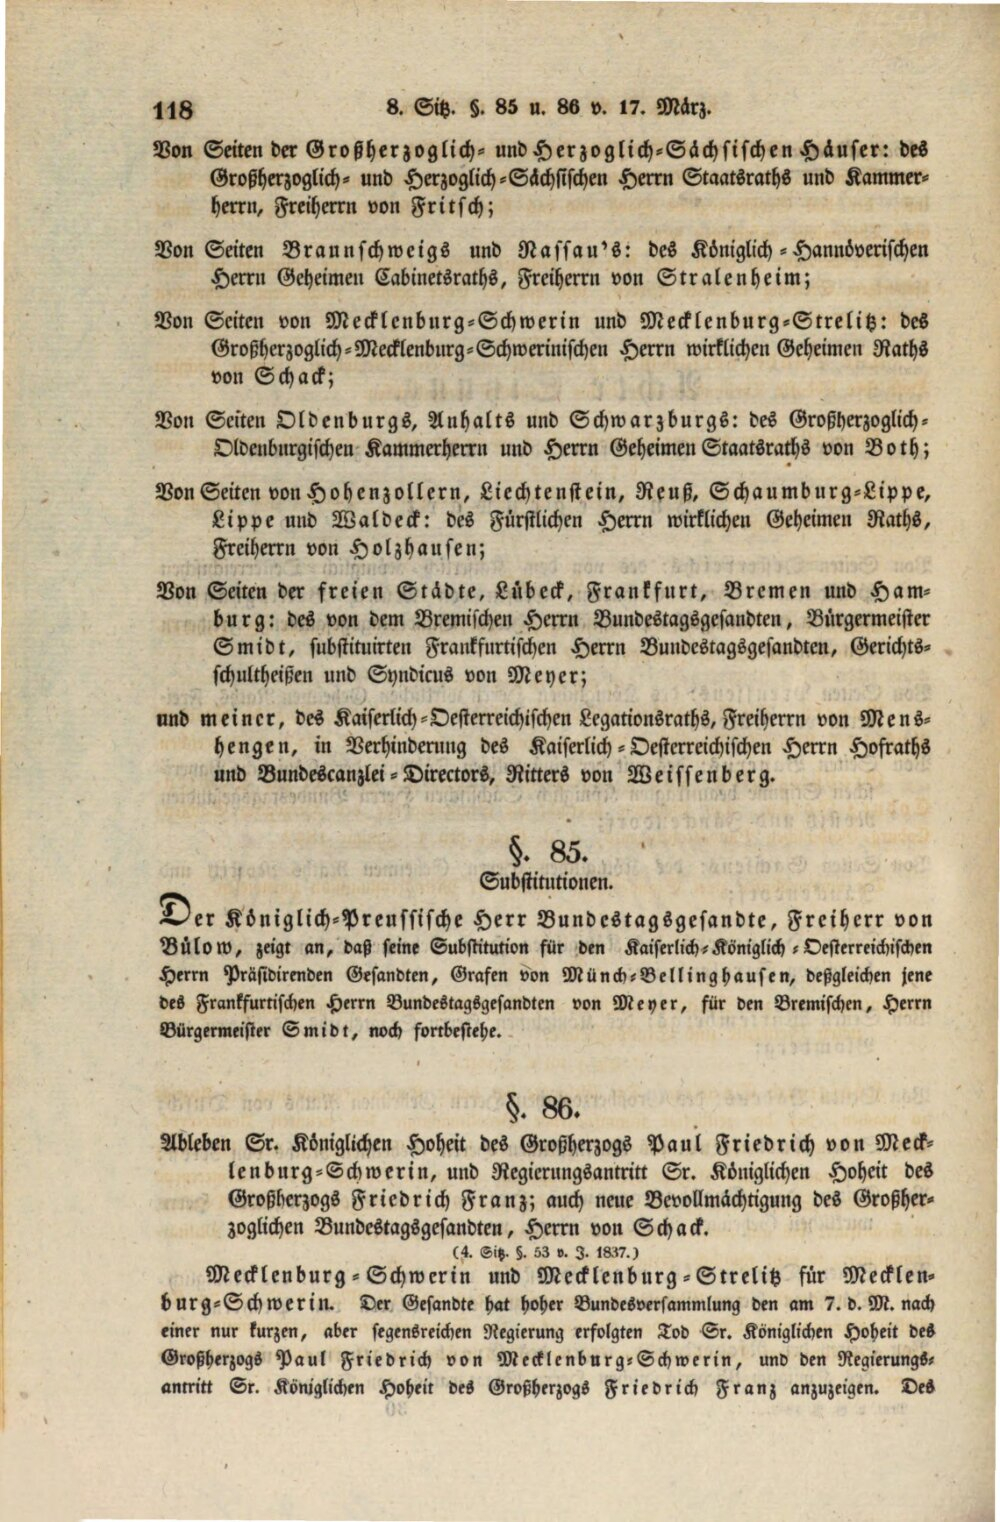 118 8. Sitz. §. 85 u. 86 v. 17. März.
Von Seiten der Großherzoglich- und Herzoglich-Sächsischen Häuser: des
Großherzoglich- und Herzoglich-Sächsischen Herrn Staatsraths und Kammer-
herrn, Freiherrn von Fritsch;
Von Seiten Braunschweigs und Nassau's: des Königlich-Hannöverischen
Herrn Geheimen Cabinetsraths, Freiherrn von Stralenheim;
Von Seiten von Mecklenburg-Schwerin und Mecklenburg-Strelitz: des
Großherzoglich-Mecklenburg-Schwerinischen Herrn wirklichen Geheimen Raths
von Schack;
Von Seiten Oldenburgs, Anhalts und Schwarzburgs: des Großherzoglich-
Oldenburgischen Kammerherrn und Herrn Geheimen Staatsraths von Both;
Von Seiten von Hohenzollern, Liechtenstein, Reuß, Schaumburg-Lippe,
Lippe und Waldeck: des Fürstlichen Herrn wirklichen Geheimen Raths,
Freiherrn von Holzhausen;
Von Seiten der freien Städte, Lübeck, Frankfurt, Bremen und Ham-
burg: des von dem Bremischen Herrn Bundestagsgesandten, Bürgermeister
Smidt, substituirten Frankfurtischen Herrn Bundestagsgesandten, Gerichts-
schultheißen und Syndicus von Meyer;
und meiner, des Kaiserlich-Oesterreichischen Legationsraths, Freiherrn von Mens-
hengen, in Verhinderung des Kaiserlich-Oesterreichischen Herrn Hofraths
und Bundescanzlei-Directors, Ritters von Weissenberg.
§. 85.
Substitutionen.
Der Königlich-Preussische Herr Bundestagsgesandte, Freiherr von
Bülow, zeigt an, daß seine Substitution für den Kaiserlich-Königlich-Oesterreichischen
Herrn Präsidirenden Gesandten, Grafen von Münch-Bellinghausen, deßgleichen jene
des Frankfurtischen Herrn Bundestagsgesandten von Meyer, für den Bremischen, Herrn
Bürgermeister Smidt, noch fortbestehe.
§. 86.
Ableben Sr. Königlichen Hoheit des Großherzogs Paul Friedrich von Meck-
lenburg-Schwerin, und Regierungsantritt Sr. Königlichen Hoheit des
Großherzogs Friedrich Franz; auch neue Bevollmächtigung des Großher-
zoglichen Bundestagsgesandten, Herrn von Schack.
(4. Sitz. §. 53 v. J. 1837.)
Mecklenburg-Schwerin und Mecklenburg-Strelitz für Mecklen-
burg-Schwerin. Der Gesandte hat hoher Bundesversammlung den am 7. d. M. nach
einer nur kurzen, aber segensreichen Regierung erfolgten Tod Sr. Königlichen Hoheit des
Großherzogs Paul Friedrich von Mecklenburg-Schwerin, und den Regierungs-
antritt Sr. Königlichen Hoheit des Großherzogs Friedrich Franz anzuzeigen. Des